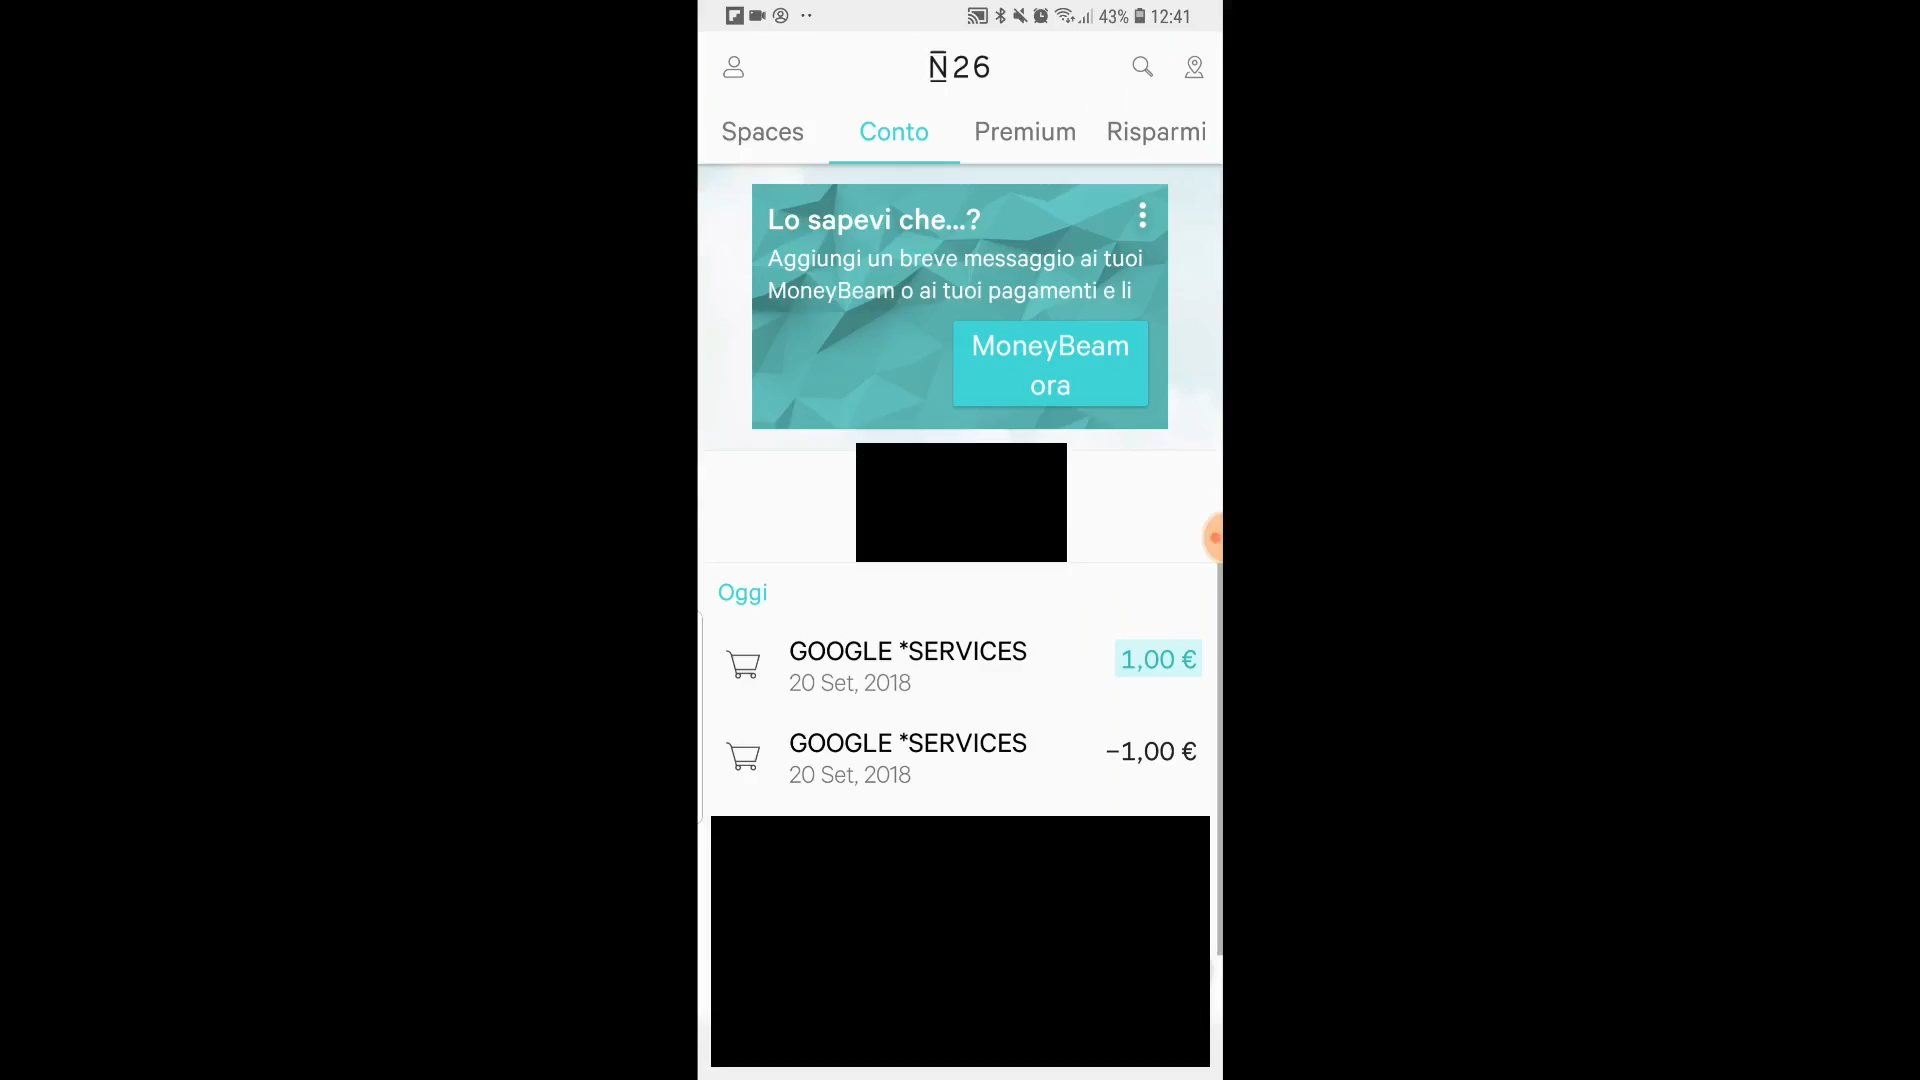 43% 12:41
N26
Spaces Conto Premium Risparmi
Lo sapevi che...?
Aggiungi un breve messaggio ai tuoi
MoneyBeam o ai tuoi pagamenti e li
MoneyBeam
ora
Oggi
GOOGLE *SERVICES 1,00 €
20 Set, 2018
GOOGLE *SERVICES −1,00 €
20 Set, 2018